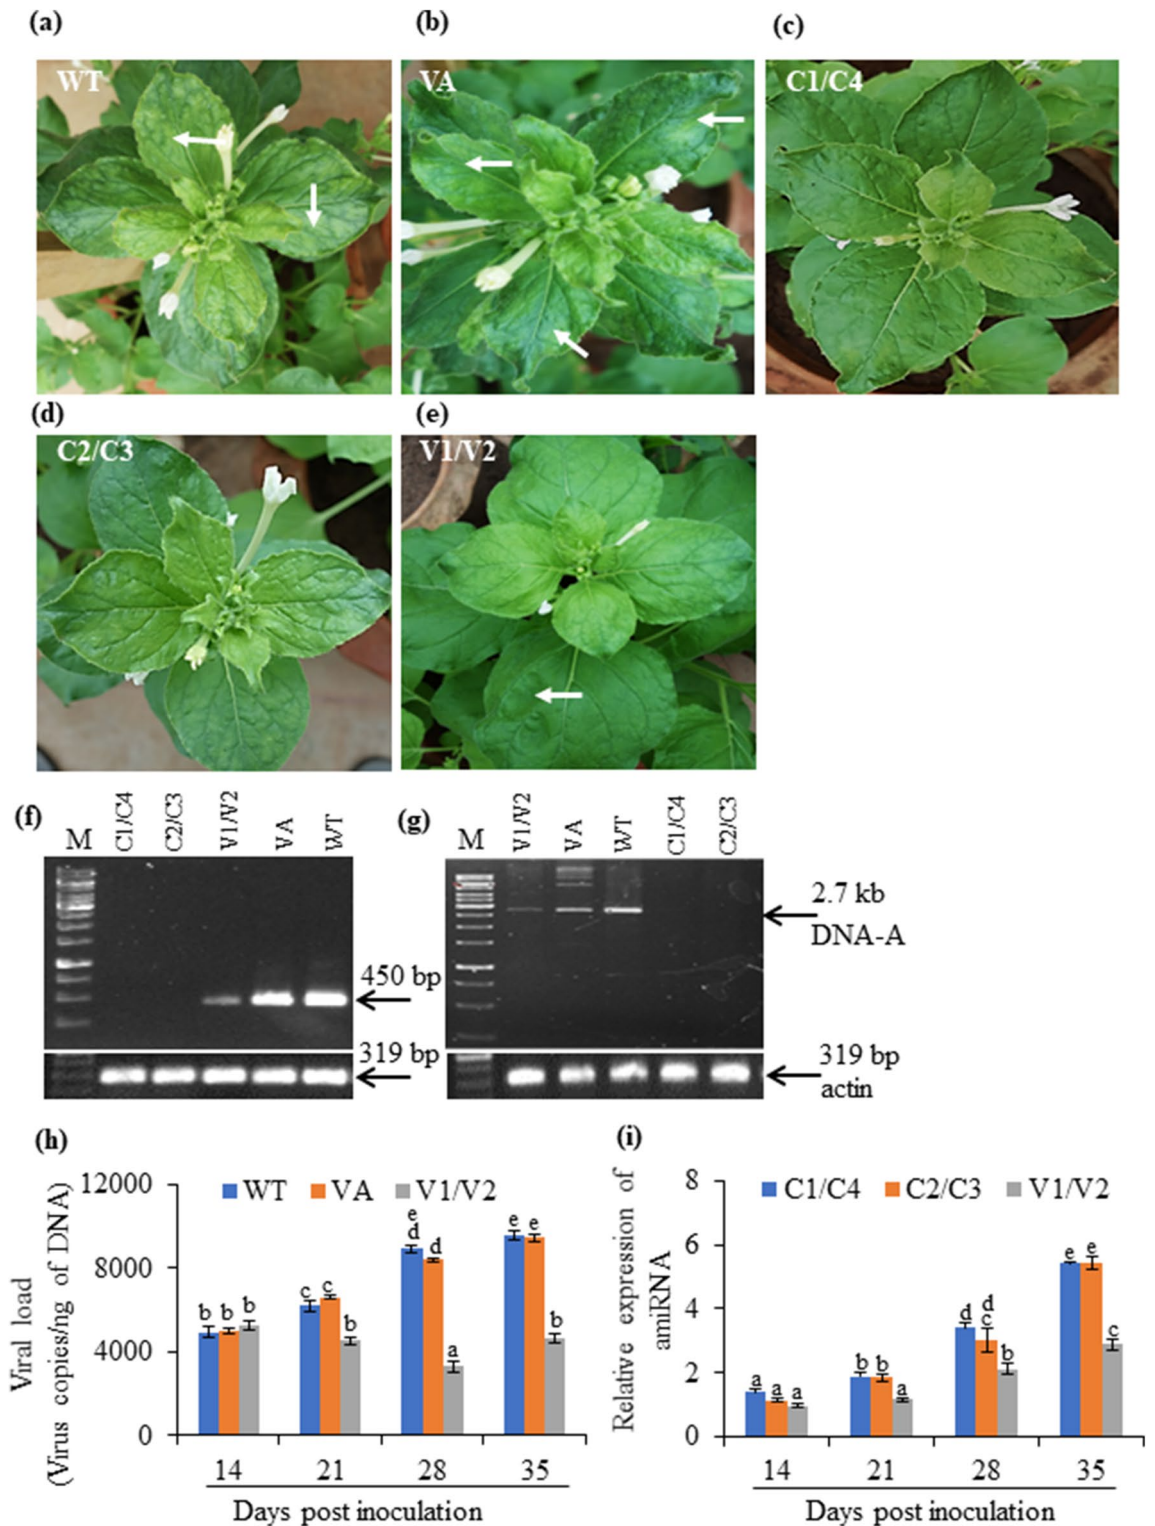 (a)
(b)
(c)
WT
VA
C1/C4
(d)
(e)
C2/C3
V1/V2
(f)
M
C1/C4
C2/C3
V1/V2
VA
WT
450 bp
319 bp
(g)
M
V1/V2
VA
WT
C1/C4
C2/C3
2.7 kb
DNA-A
319 bp
actin
(h)
Viral load
(Virus copies/ng of DNA)
12000
8000
4000
0
WT VA V1/V2
b b b
c c b
e
d d a
e e b
14 21 28 35
Days post inoculation
(i)
Relative expression of
amiRNA
8
6
4
2
0
C1/C4 C2/C3 V1/V2
a a a
b b a
d
d c b
e e c
14 21 28 35
Days post inoculation